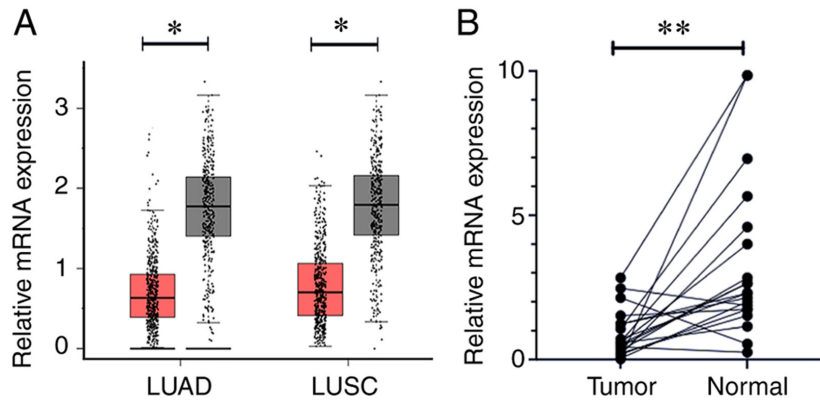 A
*
*
Relative mRNA expression
3
2
1
0
LUAD
LUSC
B
**
Relative mRNA expression
10
5
0
Tumor
Normal